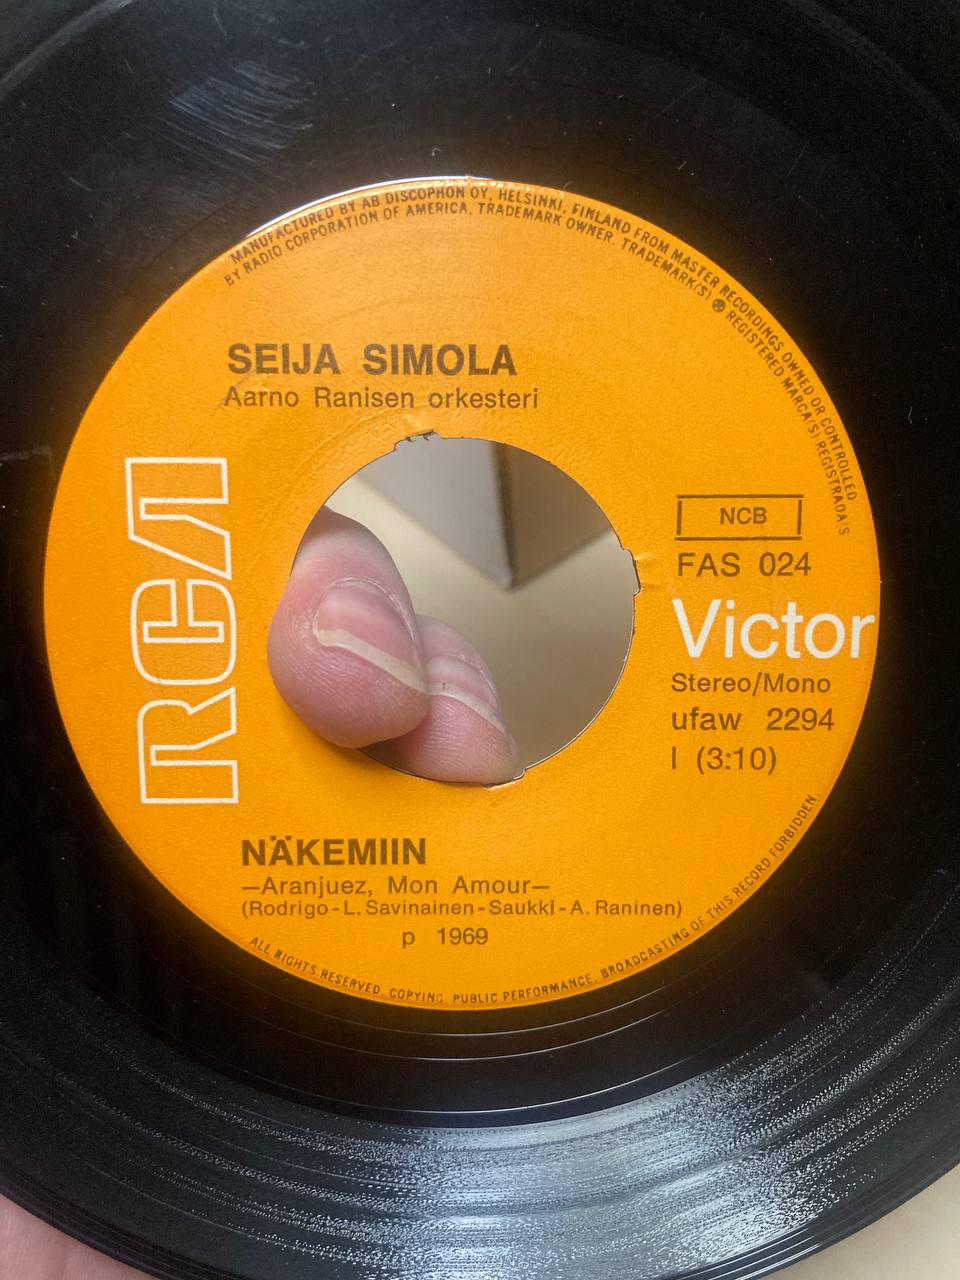 MANUFACTURED BY AB DISCOPHON OY, HELSINKI, FINLAND FROM MASTER RECORDINGS OWNED OR CONTROLLED
BY RADIO CORPORATION OF AMERICA, TRADEMARK OWNER. TRADEMARK(S) ® REGISTERED MARCA(S) REGISTRADA(S
SEIJA SIMOLA
Aarno Ranisen orkesteri
RCA
NCB
FAS 024
Victor
Stereo/Mono
ufaw 2294
I (3:10)
NÄKEMIIN
—Aranjuez, Mon Amour—
(Rodrigo - L. Savinainen - Saukki - A. Raninen)
p 1969
ALL RIGHTS RESERVED. COPYING, PUBLIC PERFORMANCE, BROADCASTING OF THIS RECORD FORBIDDEN.